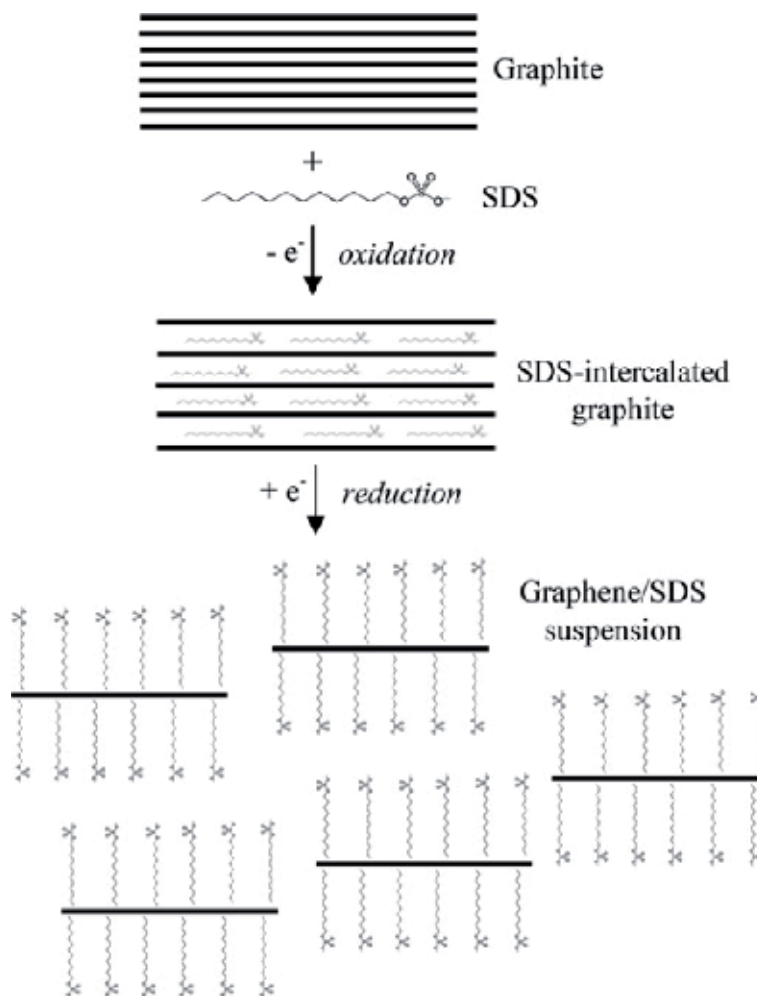 Graphite
+
SDS
- e- oxidation
SDS-intercalated
graphite
+ e- reduction
Graphene/SDS
suspension